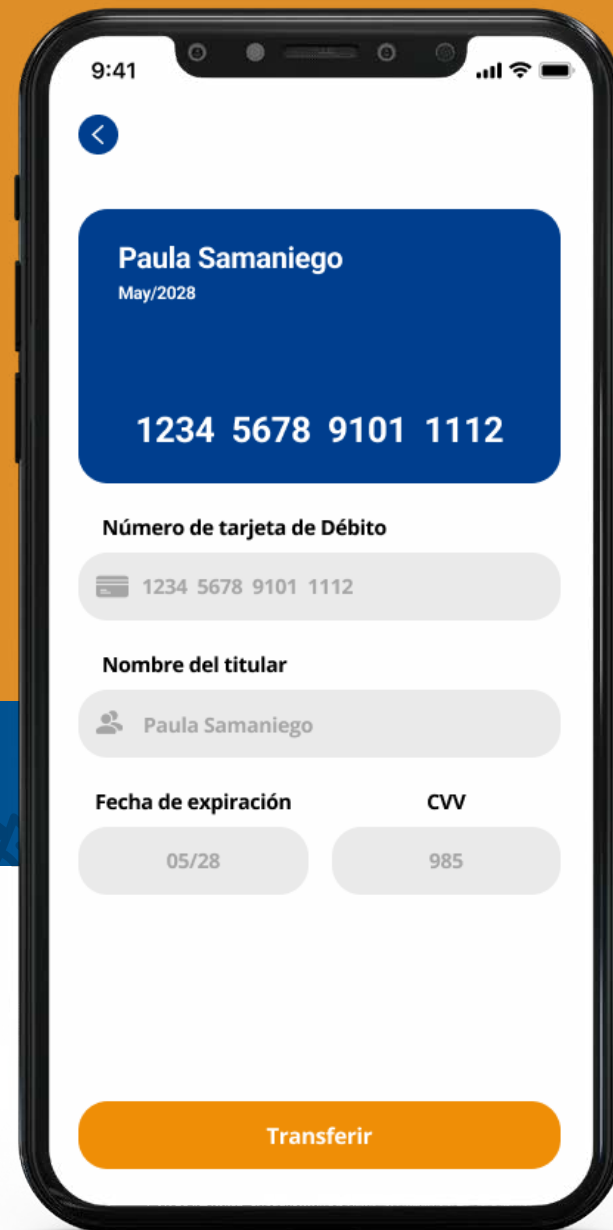 9:41
Paula Samaniego
May/2028
1234 5678 9101 1112
Número de tarjeta de Débito
1234 5678 9101 1112
Nombre del titular
Paula Samaniego
Fecha de expiración CVV
05/28 985
Transferir